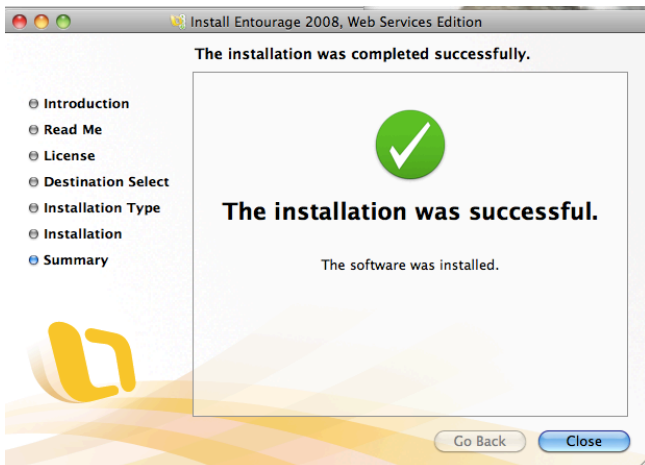 Install Entourage 2008, Web Services Edition
The installation was completed successfully.
Introduction
Read Me
License
Destination Select
Installation Type
Installation
Summary
The installation was successful.
The software was installed.
Go Back
Close